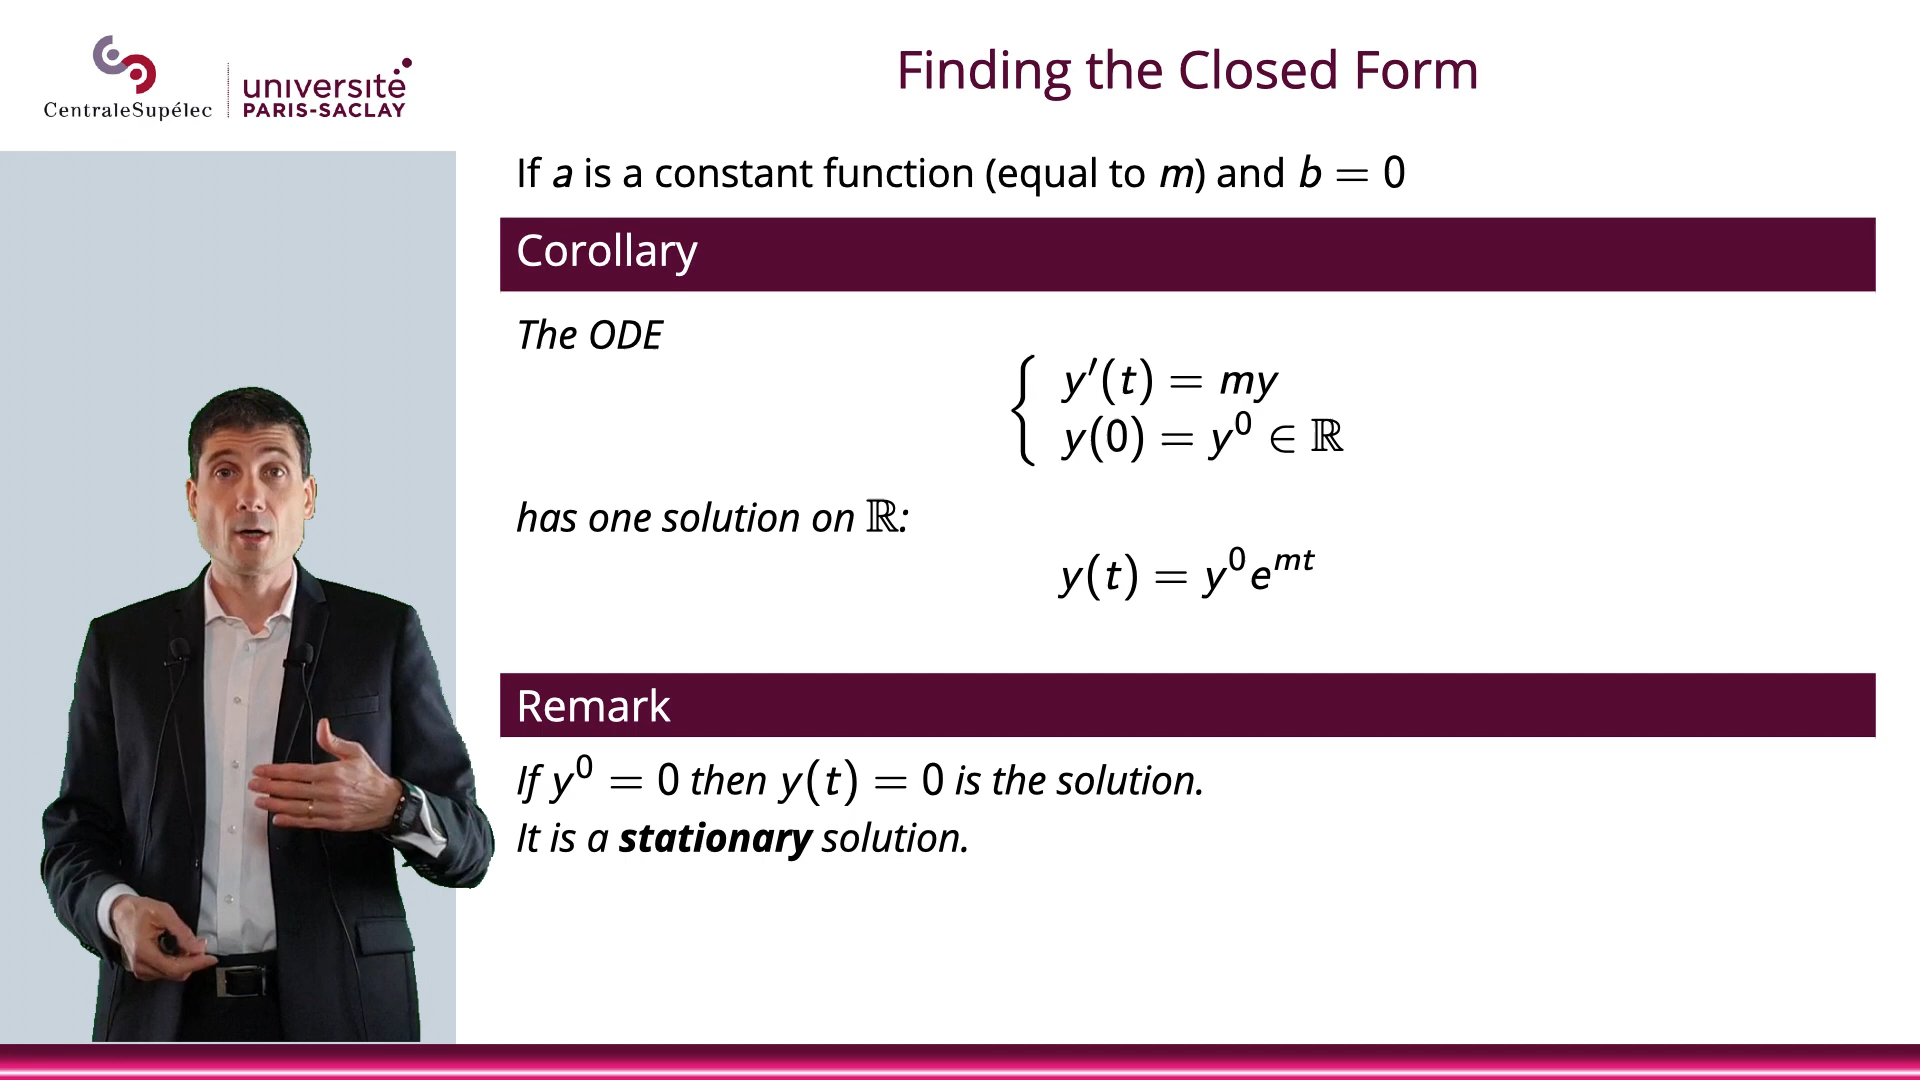 CentraleSupélec
université
PARIS-SACLAY
Finding the Closed Form
If a is a constant function (equal to m) and b = 0
Corollary
The ODE
{ y′(t) = my
y(0) = y⁰ ∈ ℝ
has one solution on ℝ:
y(t) = y⁰eᵐᵗ
Remark
If y⁰ = 0 then y(t) = 0 is the solution.
It is a stationary solution.